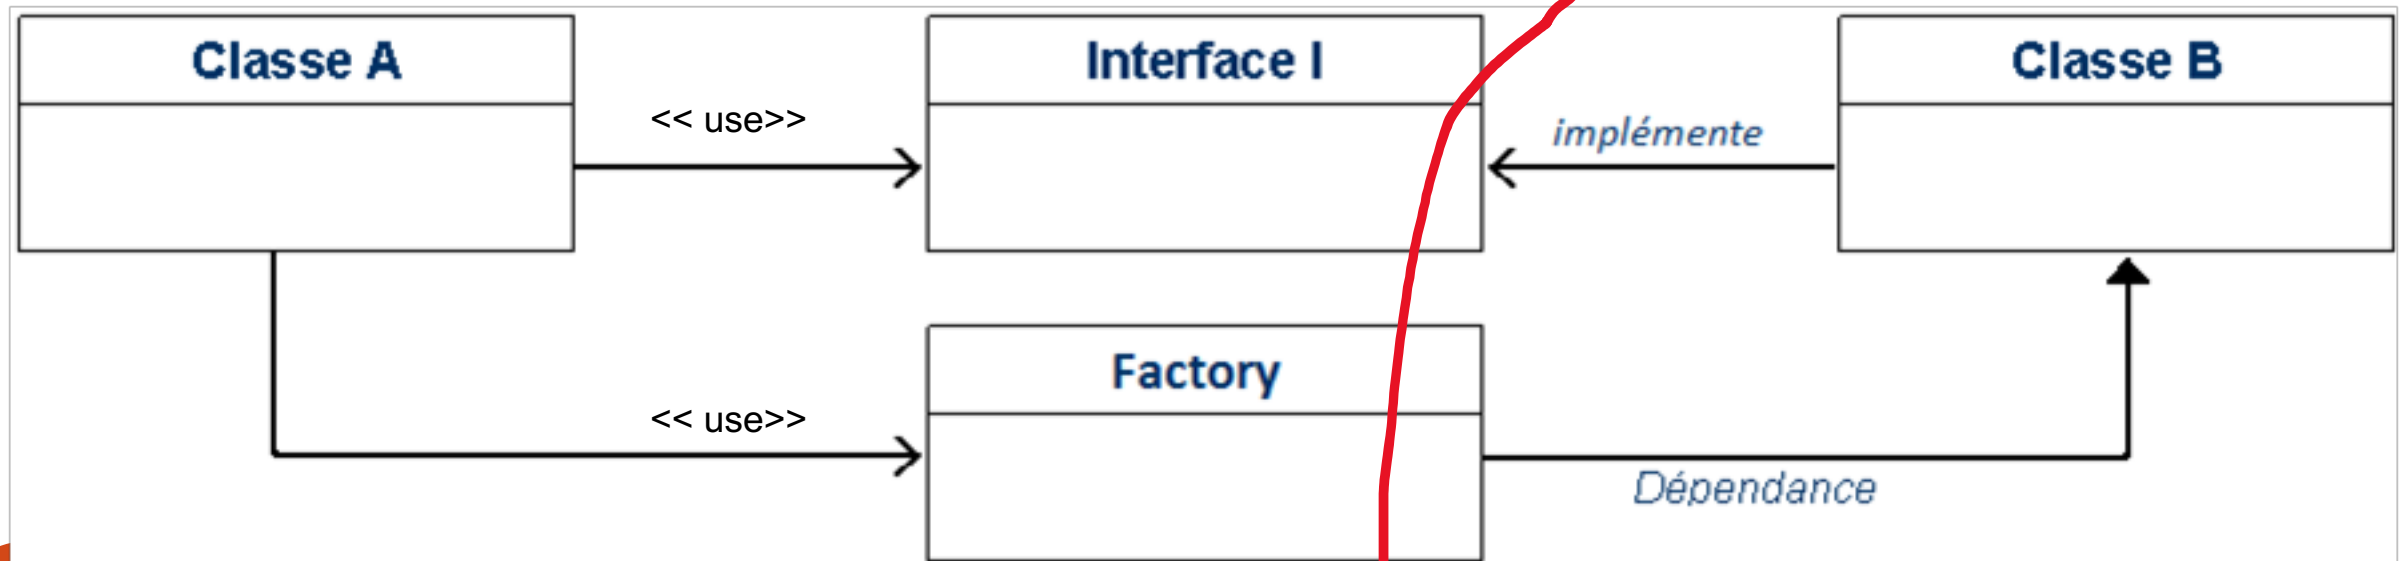 Classe A
Interface I
Classe B
<< use>>
implémente
Factory
<< use>>
Dépendance